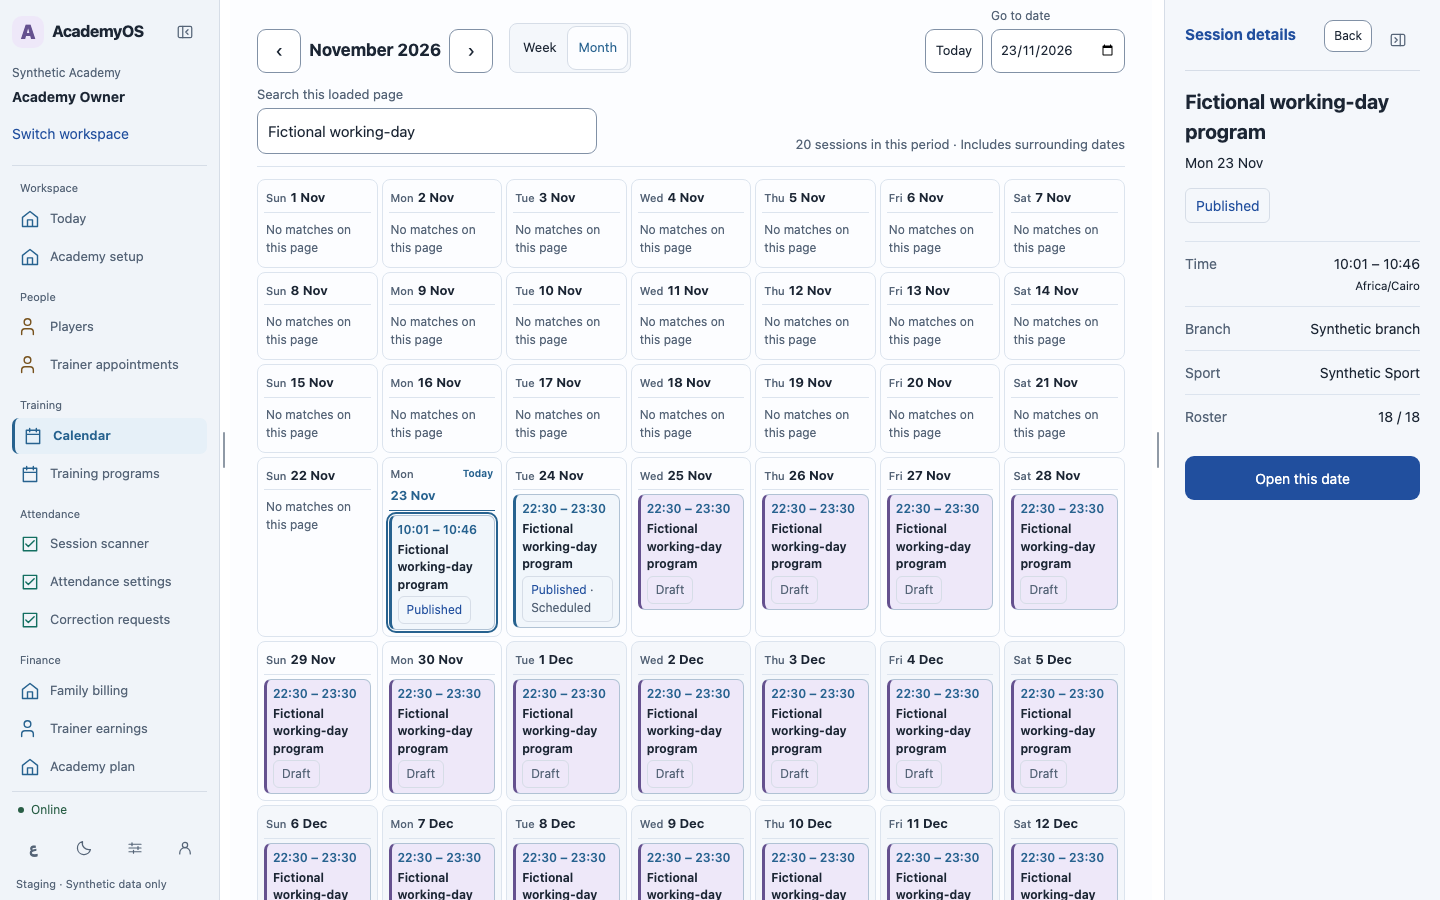 A AcademyOS
Synthetic Academy
Academy Owner
Switch workspace
Workspace
Today
Academy setup
People
Players
Trainer appointments
Training
Calendar
Training programs
Attendance
Session scanner
Attendance settings
Correction requests
Finance
Family billing
Trainer earnings
Academy plan
Online
ع
Staging · Synthetic data only
‹ November 2026 ›
Week Month
Go to date
Today
23/11/2026
Search this loaded page
Fictional working-day
20 sessions in this period · Includes surrounding dates
Sun 1 Nov
No matches on
this page
Mon 2 Nov
No matches on
this page
Tue 3 Nov
No matches on
this page
Wed 4 Nov
No matches on
this page
Thu 5 Nov
No matches on
this page
Fri 6 Nov
No matches on
this page
Sat 7 Nov
No matches on
this page
Sun 8 Nov
No matches on
this page
Mon 9 Nov
No matches on
this page
Tue 10 Nov
No matches on
this page
Wed 11 Nov
No matches on
this page
Thu 12 Nov
No matches on
this page
Fri 13 Nov
No matches on
this page
Sat 14 Nov
No matches on
this page
Sun 15 Nov
No matches on
this page
Mon 16 Nov
No matches on
this page
Tue 17 Nov
No matches on
this page
Wed 18 Nov
No matches on
this page
Thu 19 Nov
No matches on
this page
Fri 20 Nov
No matches on
this page
Sat 21 Nov
No matches on
this page
Sun 22 Nov
No matches on
this page
Mon Today
23 Nov
10:01 – 10:46
Fictional
working-day
program
Published
Tue 24 Nov
22:30 – 23:30
Fictional
working-day
program
Published ·
Scheduled
Wed 25 Nov
22:30 – 23:30
Fictional
working-day
program
Draft
Thu 26 Nov
22:30 – 23:30
Fictional
working-day
program
Draft
Fri 27 Nov
22:30 – 23:30
Fictional
working-day
program
Draft
Sat 28 Nov
22:30 – 23:30
Fictional
working-day
program
Draft
Sun 29 Nov
22:30 – 23:30
Fictional
working-day
program
Draft
Mon 30 Nov
22:30 – 23:30
Fictional
working-day
program
Draft
Tue 1 Dec
22:30 – 23:30
Fictional
working-day
program
Draft
Wed 2 Dec
22:30 – 23:30
Fictional
working-day
program
Draft
Thu 3 Dec
22:30 – 23:30
Fictional
working-day
program
Draft
Fri 4 Dec
22:30 – 23:30
Fictional
working-day
program
Draft
Sat 5 Dec
22:30 – 23:30
Fictional
working-day
program
Draft
Sun 6 Dec
22:30 – 23:30
Fictional
working-day
Mon 7 Dec
22:30 – 23:30
Fictional
working-day
Tue 8 Dec
22:30 – 23:30
Fictional
working-day
Wed 9 Dec
22:30 – 23:30
Fictional
working-day
Thu 10 Dec
22:30 – 23:30
Fictional
working-day
Fri 11 Dec
22:30 – 23:30
Fictional
working-day
Sat 12 Dec
22:30 – 23:30
Fictional
working-day
Session details
Back
Fictional working-day
program
Mon 23 Nov
Published
Time 10:01 – 10:46
Africa/Cairo
Branch Synthetic branch
Sport Synthetic Sport
Roster 18 / 18
Open this date